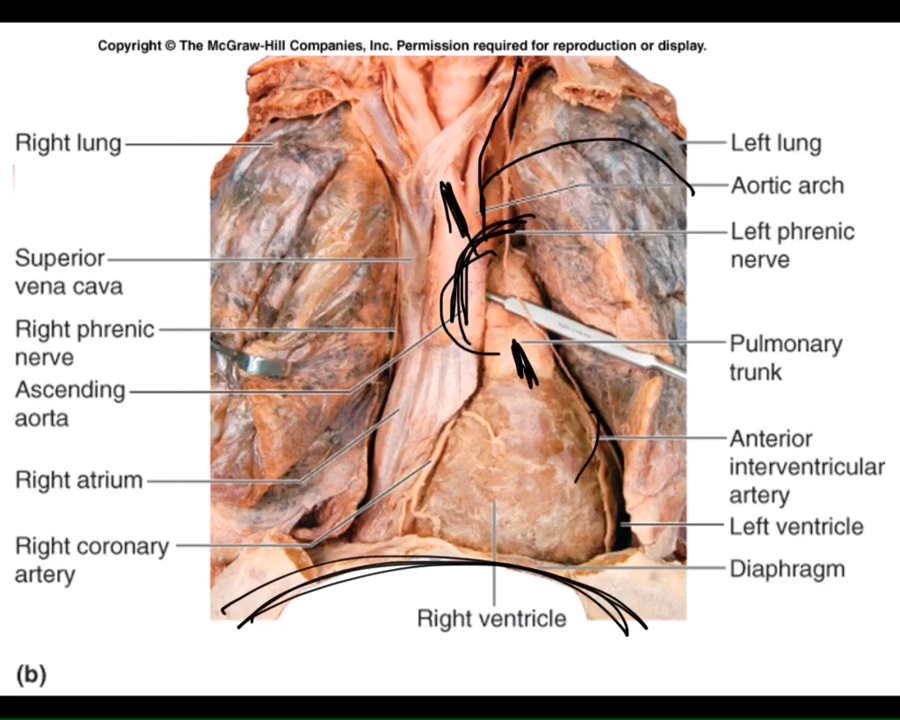 Copyright © The McGraw-Hill Companies, Inc. Permission required for reproduction or display.
Right lung
Superior
vena cava
Right phrenic
nerve
Ascending
aorta
Right atrium
Right coronary
artery
Left lung
Aortic arch
Left phrenic
nerve
Pulmonary
trunk
Anterior
interventricular
artery
Left ventricle
Diaphragm
Right ventricle
(b)